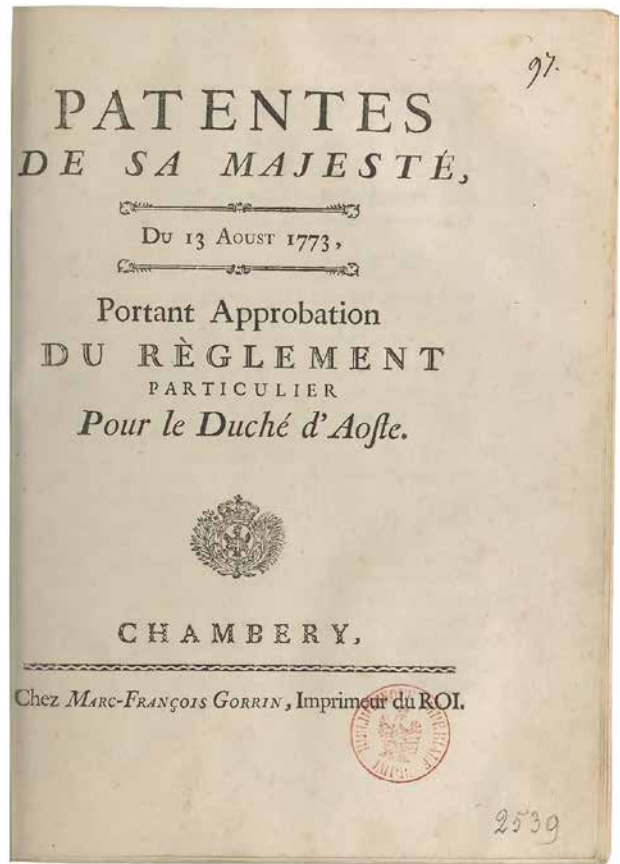 97.
PATENTES
DE SA MAJESTÉ,
DU 13 AOUST 1773,
Portant Approbation
DU RÈGLEMENT
PARTICULIER
Pour le Duché d'Aoſte.
CHAMBERY,
Chez MARC-FRANÇOIS GORRIN, Imprimeur du ROI.
2539